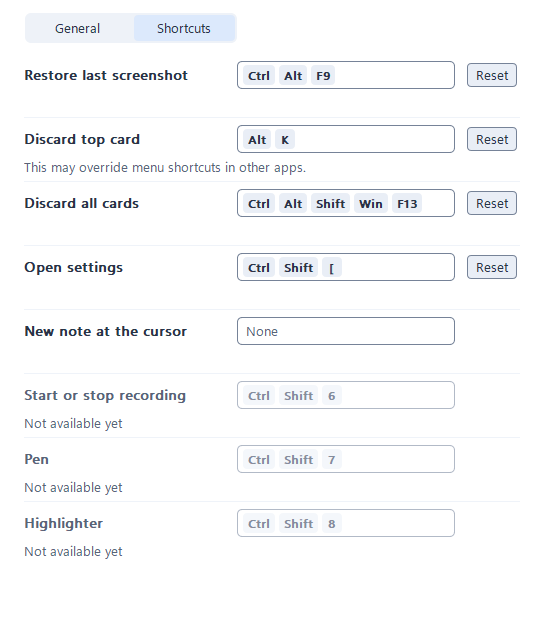 General Shortcuts
Restore last screenshot Ctrl Alt F9 Reset
Discard top card Alt K Reset
This may override menu shortcuts in other apps.
Discard all cards Ctrl Alt Shift Win F13 Reset
Open settings Ctrl Shift [ Reset
New note at the cursor None
Start or stop recording Ctrl Shift 6
Not available yet
Pen Ctrl Shift 7
Not available yet
Highlighter Ctrl Shift 8
Not available yet